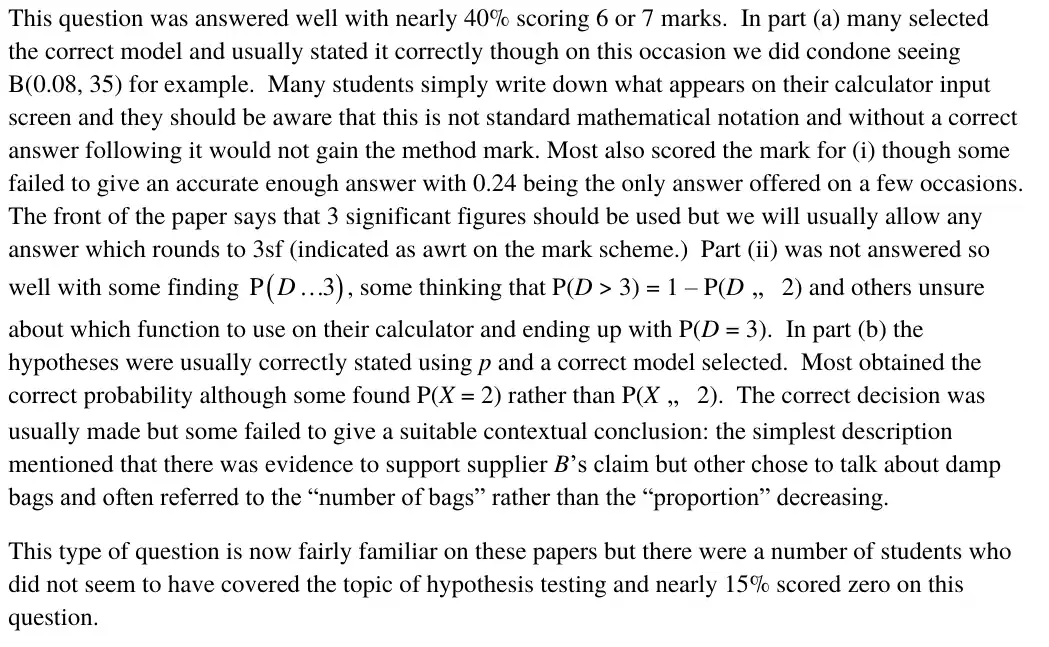 This question was answered well with nearly 40% scoring 6 or 7 marks. In part (a) many selected
the correct model and usually stated it correctly though on this occasion we did condone seeing
B(0.08, 35) for example. Many students simply write down what appears on their calculator input
screen and they should be aware that this is not standard mathematical notation and without a correct
answer following it would not gain the method mark. Most also scored the mark for (i) though some
failed to give an accurate enough answer with 0.24 being the only answer offered on a few occasions.
The front of the paper says that 3 significant figures should be used but we will usually allow any
answer which rounds to 3sf (indicated as awrt on the mark scheme.) Part (ii) was not answered so
well with some finding P(D …3), some thinking that P(D > 3) = 1 – P(D „ 2) and others unsure
about which function to use on their calculator and ending up with P(D = 3). In part (b) the
hypotheses were usually correctly stated using p and a correct model selected. Most obtained the
correct probability although some found P(X = 2) rather than P(X „ 2). The correct decision was
usually made but some failed to give a suitable contextual conclusion: the simplest description
mentioned that there was evidence to support supplier B’s claim but other chose to talk about damp
bags and often referred to the “number of bags” rather than the “proportion” decreasing.
This type of question is now fairly familiar on these papers but there were a number of students who
did not seem to have covered the topic of hypothesis testing and nearly 15% scored zero on this
question.